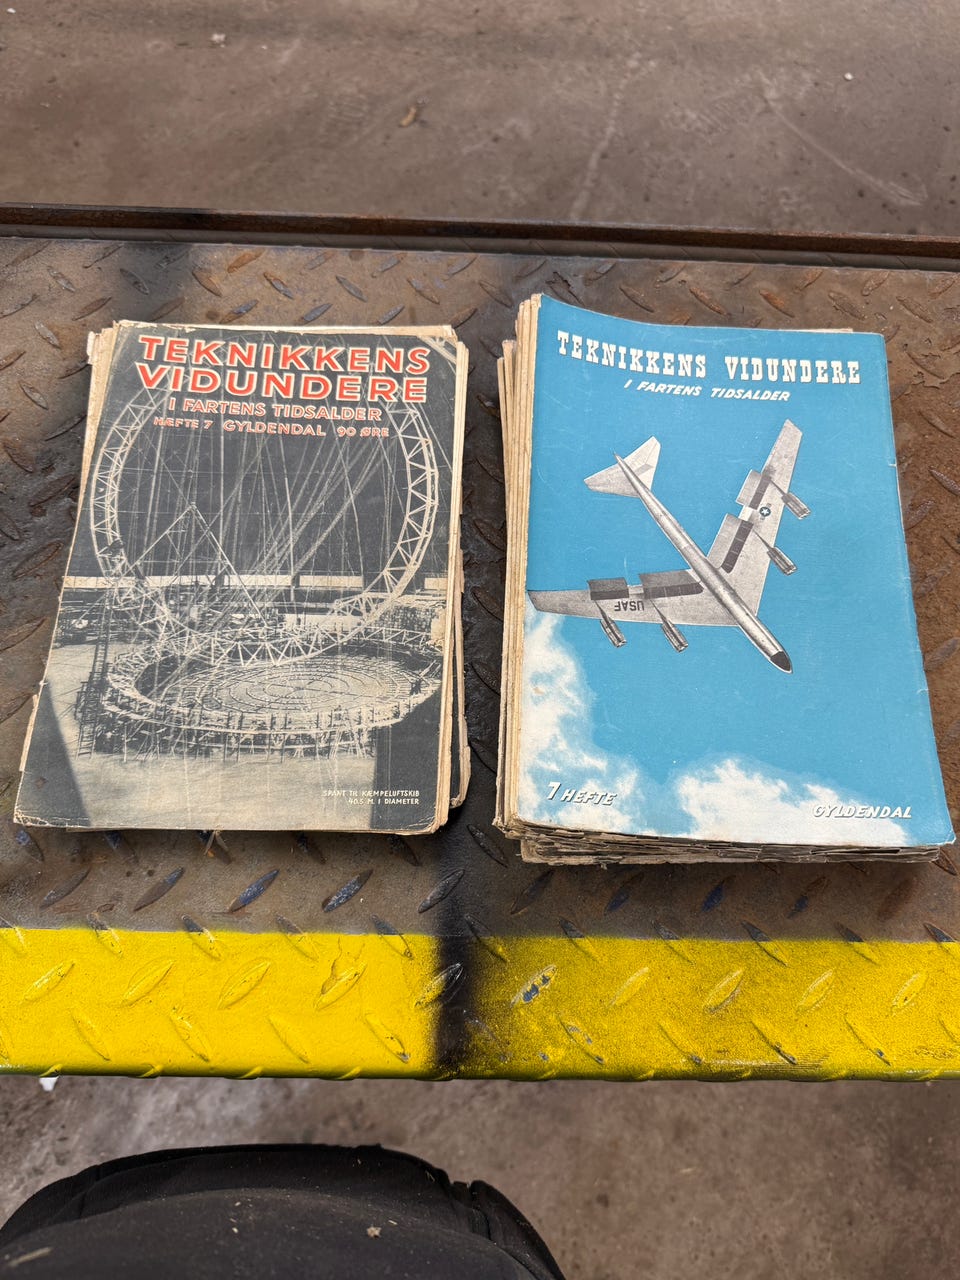 TEKNIKKENS
VIDUNDERE
I FARTENS TIDSALDER
HÆFTE 7 GYLDENDAL 90 ØRE
SPANT TIL KÆMPELUFTSKIB
40.5 M. I DIAMETER
TEKNIKKENS VIDUNDERE
I FARTENS TIDSALDER
USAF
7 HEFTE
GYLDENDAL